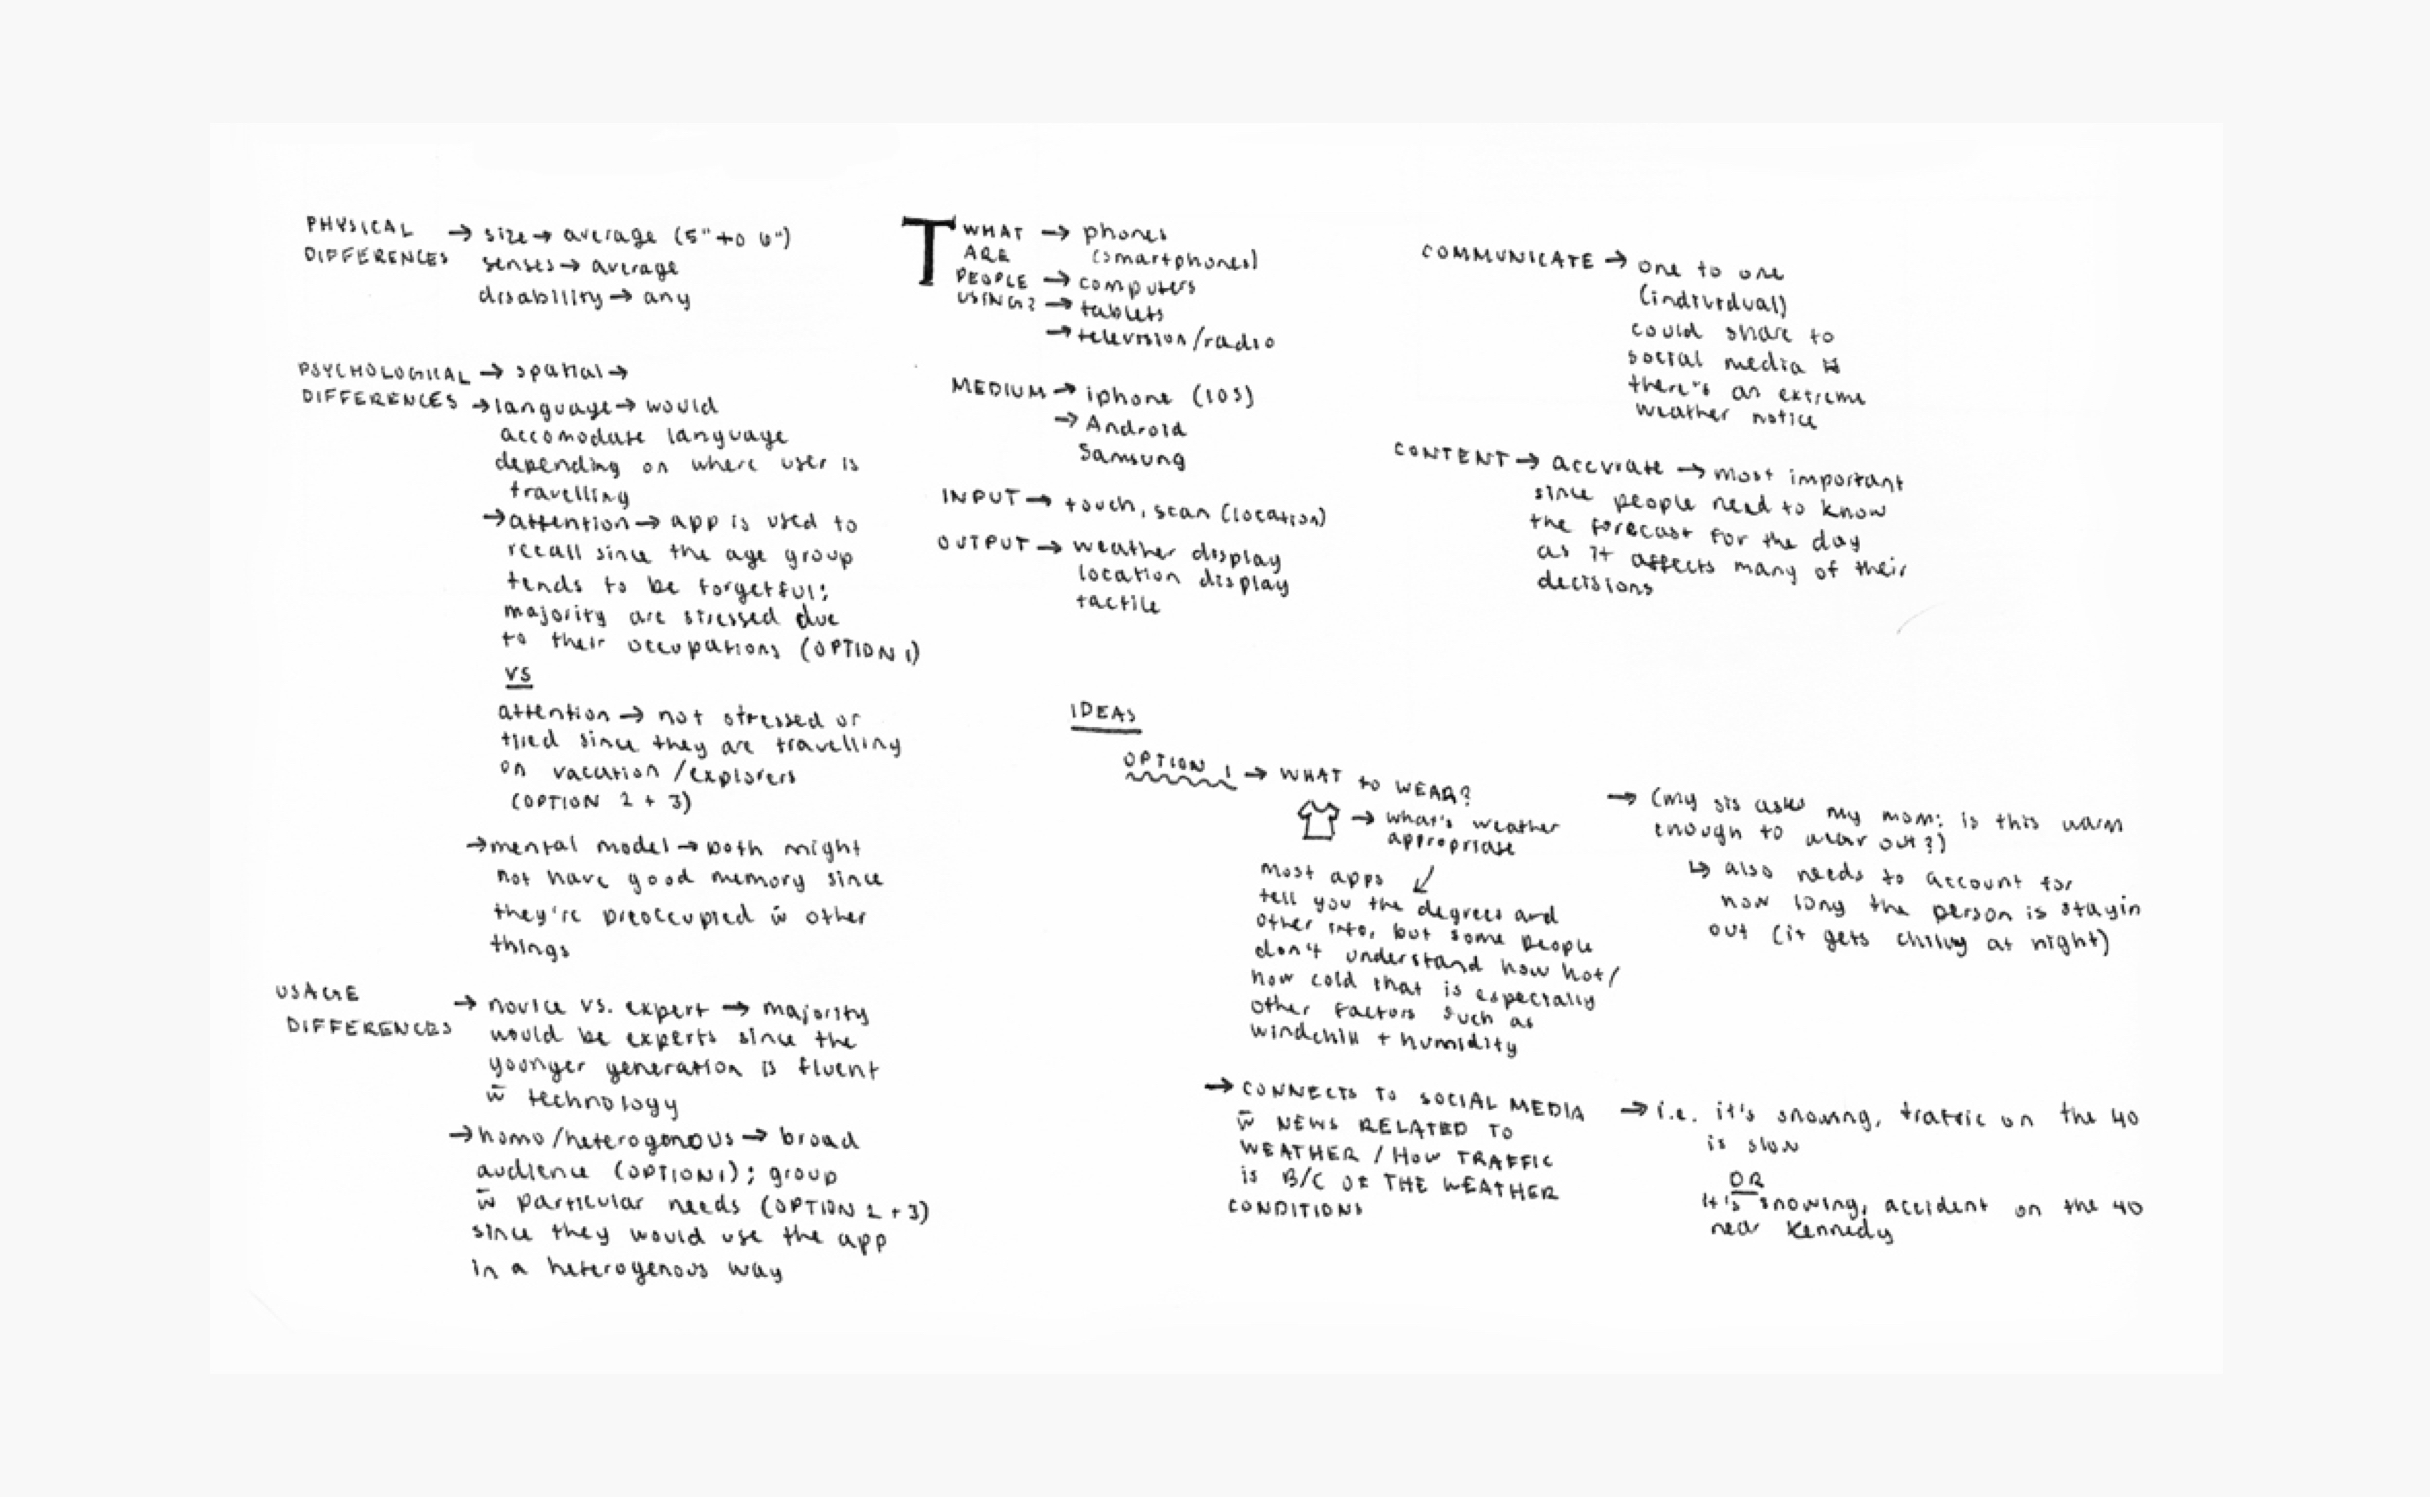 PHYSICAL DIFFERENCES → size → average (5" to 6")
senses → average
disability → any
PSYCHOLOGICAL DIFFERENCES → spatial →
→ language → would
accomodate language
depending on where user is
travelling
→ attention → app is used to
recall since the age group
tends to be forgetful;
majority are stressed due
to their occupations (OPTION 1)
VS
attention → not stressed or
tied since they are travelling
on vacation / explorers
(OPTION 2 + 3)
→ mental model → both might
not have good memory since
they're preoccupied w̄ other
things
USAGE
DIFFERENCES → novice vs. expert → majority
would be experts since the
younger generation is fluent
w̄ technology
→ homo/heterogenous → broad
audience (OPTION 1); group
w̄ particular needs (OPTION 2 + 3)
since they would use the app
in a heterogenous way
T
WHAT → phones
ARE (smartphones)
PEOPLE → computers
USING? → tablets
→ television/radio
MEDIUM → iphone (IOS)
→ Android
Samsung
INPUT → touch, scan (location)
OUTPUT → weather display
location display
tactile
COMMUNICATE → one to one
(individual)
could share to
social media
there's an extreme
weather notice
CONTENT → accurate → most important
since people need to know
the forecast for the day
as it affects many of their
decisions
IDEAS
OPTION 1 → WHAT TO WEAR?
→ what's weather
appropriate
Most apps
tell you the degrees and
other info, but some people
don't understand how hot/
how cold that is especially
other factors such as
windchill + humidity
→ (my sis asks my mom: is this warm
enough to wear out?)
↳ also needs to account for
how long the person is stayin
out (it gets chilly at night)
→ CONNECTS TO SOCIAL MEDIA
w̄ NEWS RELATED TO
WEATHER / HOW TRAFFIC
is B/C OF THE WEATHER
CONDITIONS
→ i.e. it's snowing, traffic on the 40
is slow
OR
it's snowing, accident on the 40
near Kennedy